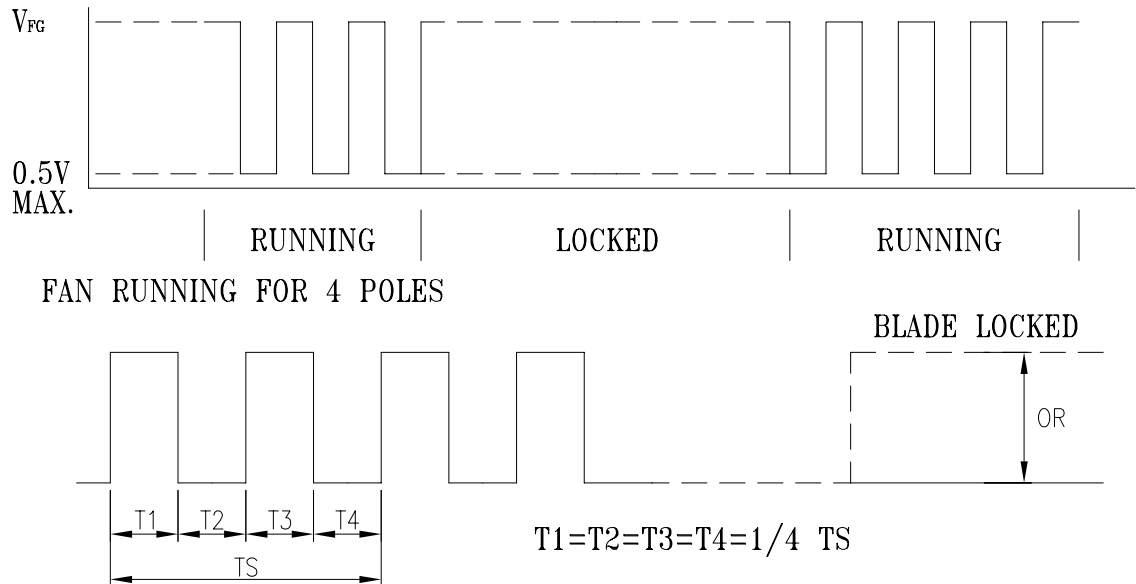 VFG
0.5V
MAX.
RUNNING LOCKED RUNNING
FAN RUNNING FOR 4 POLES
BLADE LOCKED
OR
T1 T2 T3 T4
T1=T2=T3=T4=1/4 TS
TS